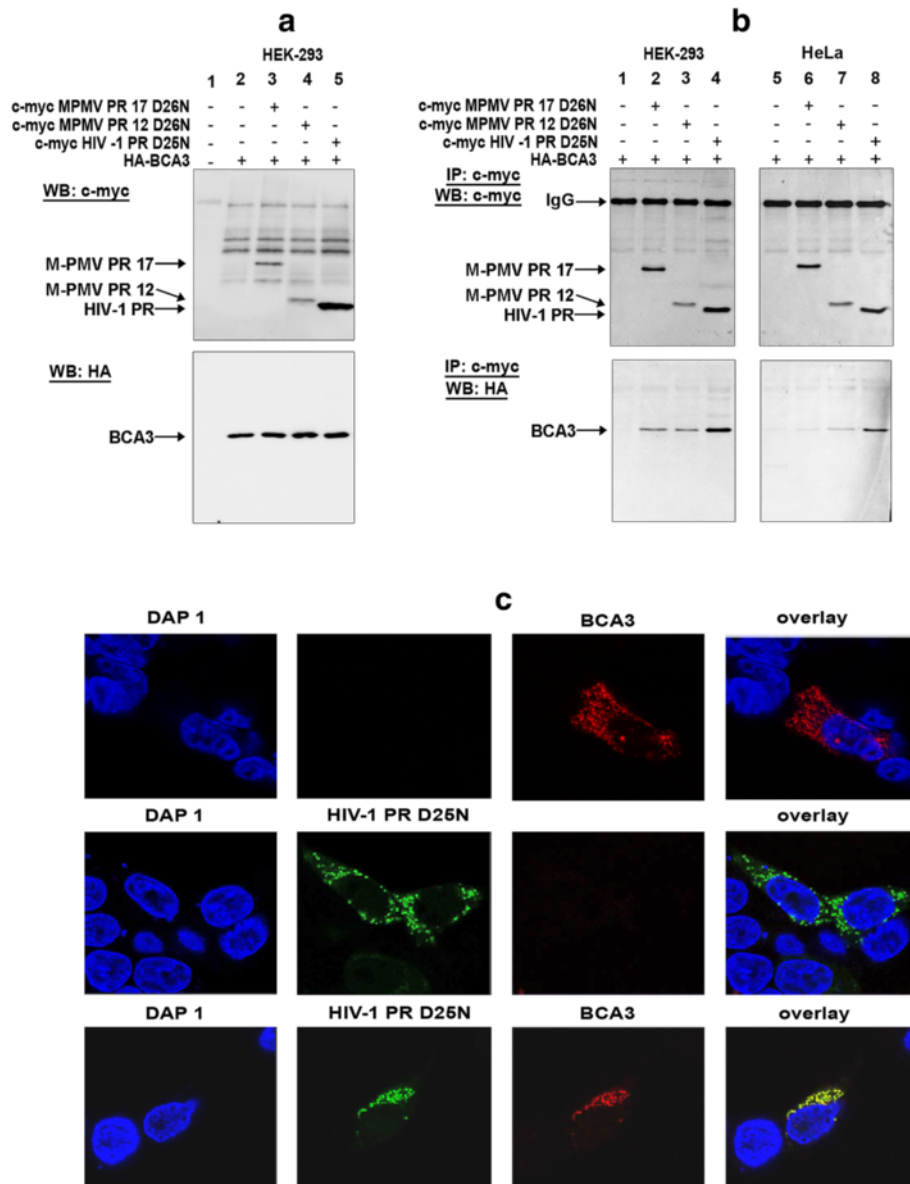 a
HEK-293
1 2 3 4 5
c-myc MPMV PR 17 D26N - - + - -
c-myc MPMV PR 12 D26N - - - + -
c-myc HIV -1 PR D25N - - - - +
HA-BCA3 - + + + +
WB: c-myc
M-PMV PR 17
M-PMV PR 12
HIV-1 PR
WB: HA
BCA3
b
HEK-293 HeLa
1 2 3 4 5 6 7 8
c-myc MPMV PR 17 D26N - + - - - + - -
c-myc MPMV PR 12 D26N - - + - - - + -
c-myc HIV -1 PR D25N - - - + - - - +
HA-BCA3 + + + + + + + +
IP: c-myc
WB: c-myc IgG
M-PMV PR 17
M-PMV PR 12
HIV-1 PR
IP: c-myc
WB: HA
BCA3
c
DAP 1 BCA3 overlay
DAP 1 HIV-1 PR D25N overlay
DAP 1 HIV-1 PR D25N BCA3 overlay